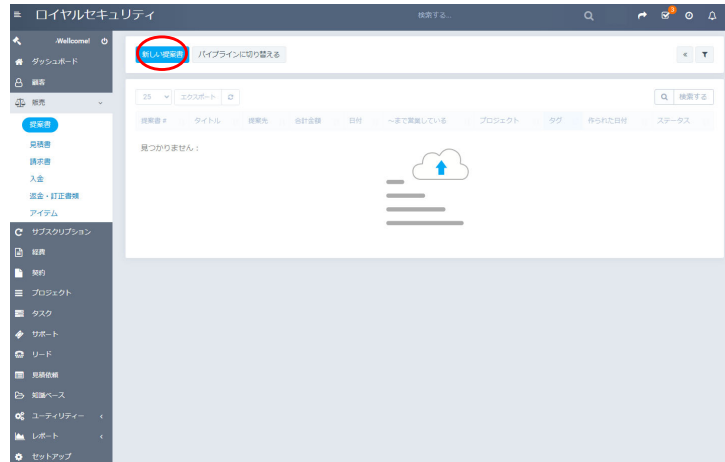 ロイヤルセキュリティ
検索する...
3
Wellcome!
ダッシュボード
顧客
販売
提案書
見積書
請求書
入金
返金・訂正書類
アイテム
サブスクリプション
経費
契約
プロジェクト
タスク
サポート
リード
見積依頼
知識ベース
ユーティリティー
レポート
セットアップ
新しい提案書
パイプラインに切り替える
25
エクスポート
検索する
提案書 # タイトル 提案先 合計金額 日付 ~まで開いている プロジェクト タグ 作られた日付 ステータス
見つかりません :